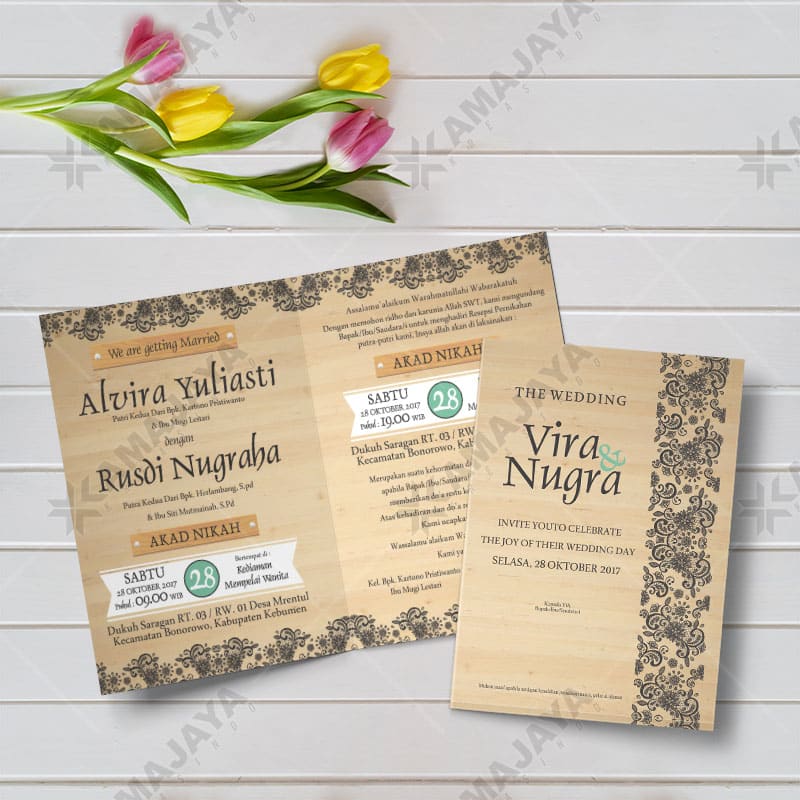 We are getting Married
Alvira Yuliasti
Putri Kedua Dari Bpk. Kartono Pristiwanto
& Ibu Mugi Lestari
dengan
Rusdi Nugraha
Putra Kedua Dari Bpk. Herlambang, S.pd
& Ibu Siti Mutmainah, S.Pd
AKAD NIKAH
SABTU
28 OKTOBER 2017
Pukul : 09.00 WIB
28
Bertempat di :
Kediaman
Mempelai Wanita
Dukuh Saragan RT. 03 / RW. 01 Desa Mrentul
Kecamatan Bonorowo, Kabupaten Kebumen
Assalamu'alaikum Warahmatullahi Wabarakatuh
Dengan memohon ridho dan karunia Allah SWT, kami mengundang
Bapak/Ibu/Saudara/i untuk menghadiri Resepsi Pernikahan
putra-putri kami, Insya allah akan di laksanakan :
AKAD NIKAH
SABTU
28 OKTOBER 2017
Pukul : 19.00 WIB
28
Dukuh Saragan RT. 03 / RW.
Kecamatan Bonorowo, Kab
Merupakan suatu kehormatan d
apabila Bapak/Ibu/Saudara/i
memberikan do'a restu k
Atas kehadiran dan do'a r
Kami ucapka
Wassalamu'alaikum W
Kami ya
Kel. Bpk. Kartono Pristiwanto
Ibu Mugi Lestari
THE WEDDING
Vira &
Nugra
INVITE YOUTO CELEBRATE
THE JOY OF THEIR WEDDING DAY
SELASA, 28 OKTOBER 2017
Kepada Yth
Bapak/Ibu/Saudara/i
KAMAJAYA